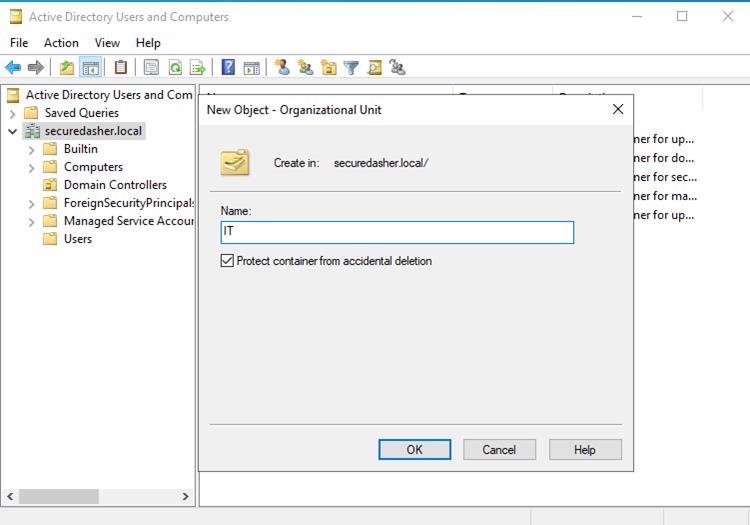 Active Directory Users and Computers
File Action View Help
Active Directory Users and Com
Saved Queries
securedasher.local
Builtin
Computers
Domain Controllers
ForeignSecurityPrincipals
Managed Service Accour
Users
New Object - Organizational Unit
Create in: securedasher.local/
Name:
IT
Protect container from accidental deletion
OK Cancel Help
ner for up...
ner for do...
ner for sec...
ner for ma...
ner for up...